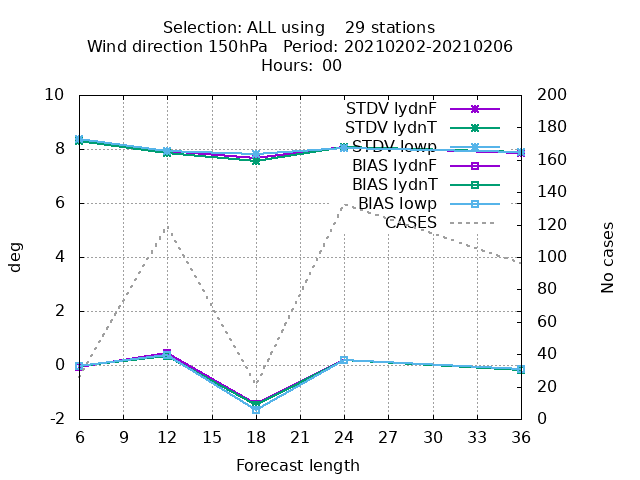 Selection: ALL using    29 stations
Wind direction 150hPa   Period: 20210202-20210206
Hours: 00
10
8
6
4
2
0
-2
deg
200
180
160
140
120
100
80
60
40
20
0
No cases
STDV lydnF
STDV lydnT
STDV lowp
BIAS lydnF
BIAS lydnT
BIAS lowp
CASES
6 9 12 15 18 21 24 27 30 33 36
Forecast length